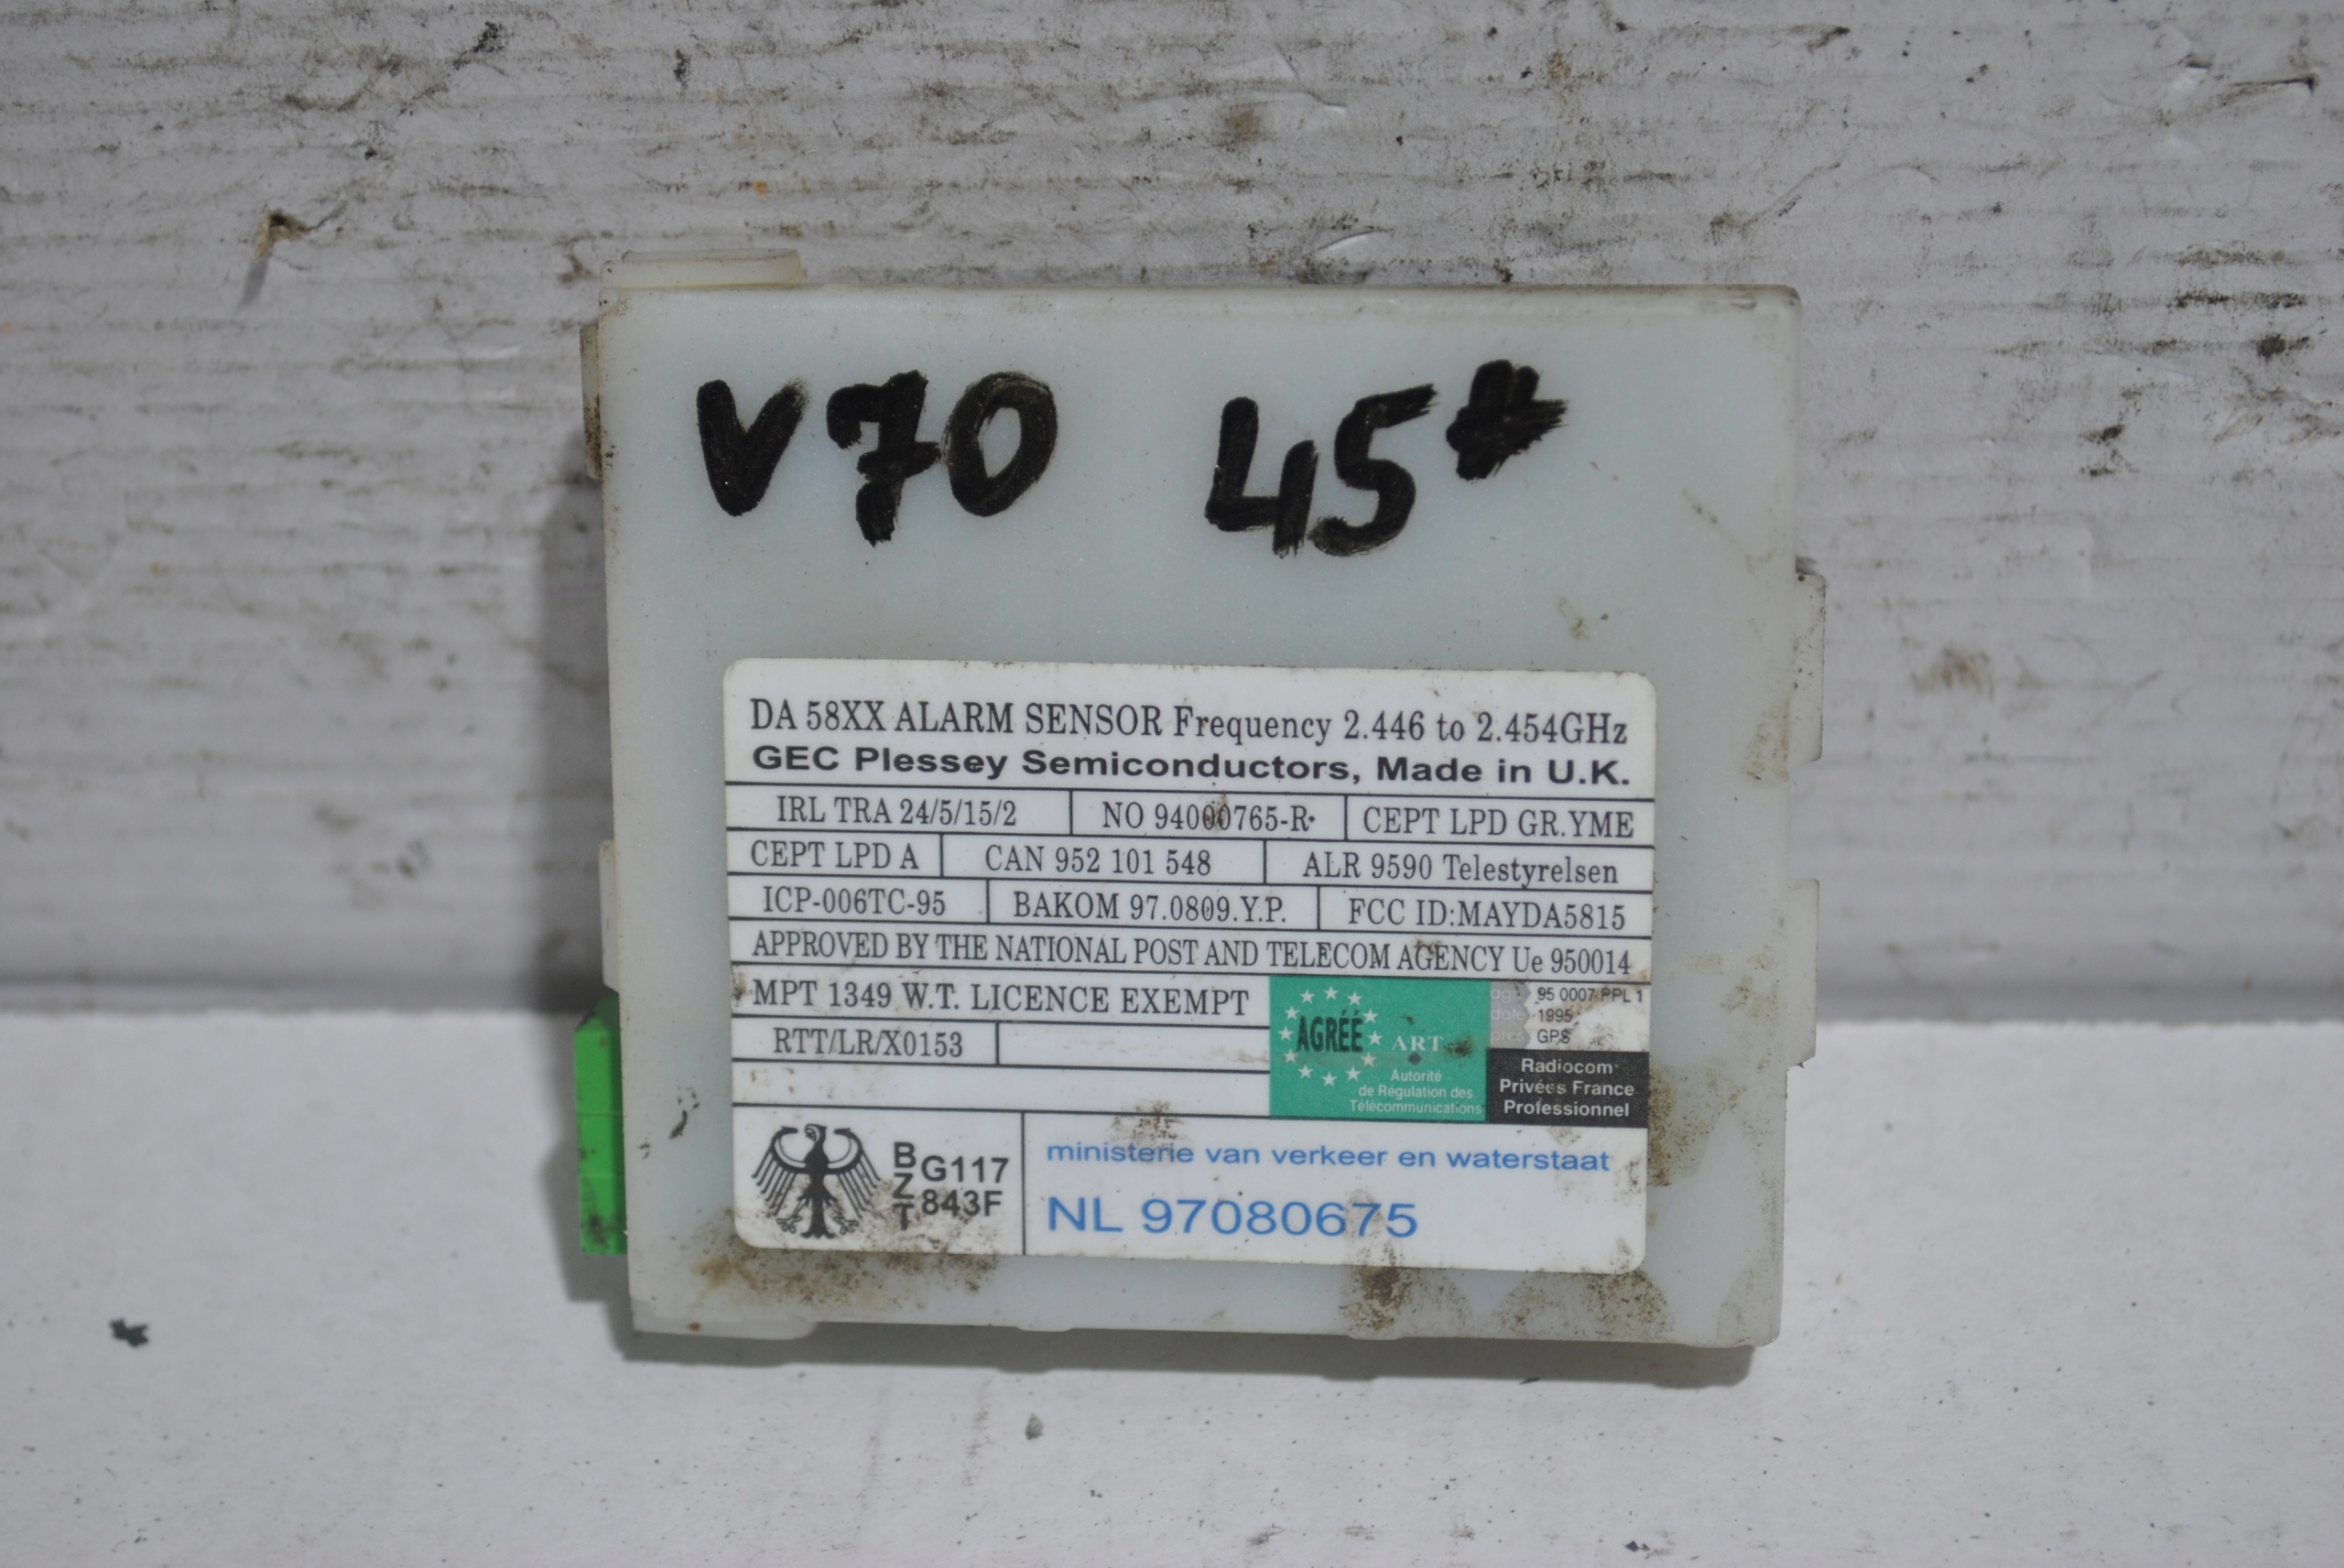 V70 45*
DA 58XX ALARM SENSOR Frequency 2.446 to 2.454GHz
GEC Plessey Semiconductors, Made in U.K.
IRL TRA 24/5/15/2 NO 94000765-R CEPT LPD GR.YME
CEPT LPD A CAN 952 101 548 ALR 9590 Telestyrelsen
ICP-006TC-95 BAKOM 97.0809.Y.P. FCC ID:MAYDA5815
APPROVED BY THE NATIONAL POST AND TELECOM AGENCY Ue 950014
MPT 1349 W.T. LICENCE EXEMPT
RTT/LR/X0153
AGRÉÉ
ART
Autorité
de Régulation des
Télécommunications
95 0007 PPL 1
date 1995
GPS
Radiocom
Privées France
Professionnel
BZT
G117
843F
ministerie van verkeer en waterstaat
NL 97080675